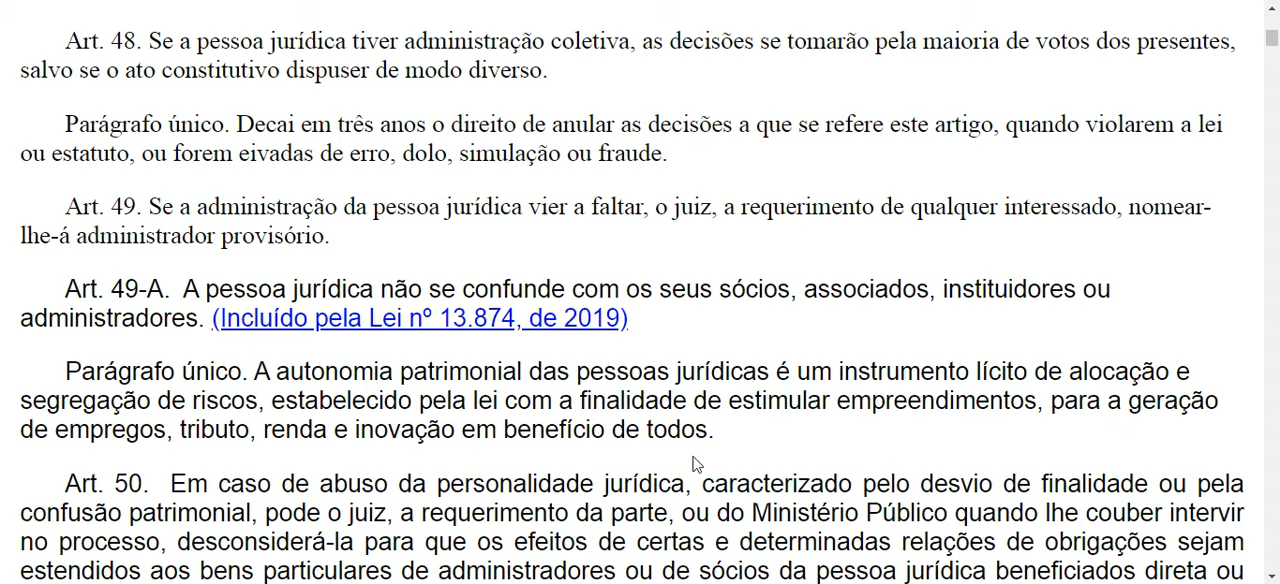 Art. 48. Se a pessoa jurídica tiver administração coletiva, as decisões se tomarão pela maioria de votos dos presentes,
salvo se o ato constitutivo dispuser de modo diverso.
Parágrafo único. Decai em três anos o direito de anular as decisões a que se refere este artigo, quando violarem a lei
ou estatuto, ou forem eivadas de erro, dolo, simulação ou fraude.
Art. 49. Se a administração da pessoa jurídica vier a faltar, o juiz, a requerimento de qualquer interessado, nomear-
lhe-á administrador provisório.
Art. 49-A. A pessoa jurídica não se confunde com os seus sócios, associados, instituidores ou
administradores. (Incluído pela Lei nº 13.874, de 2019)
Parágrafo único. A autonomia patrimonial das pessoas jurídicas é um instrumento lícito de alocação e
segregação de riscos, estabelecido pela lei com a finalidade de estimular empreendimentos, para a geração
de empregos, tributo, renda e inovação em benefício de todos.
Art. 50. Em caso de abuso da personalidade jurídica, caracterizado pelo desvio de finalidade ou pela
confusão patrimonial, pode o juiz, a requerimento da parte, ou do Ministério Público quando lhe couber intervir
no processo, desconsiderá-la para que os efeitos de certas e determinadas relações de obrigações sejam
estendidos aos bens particulares de administradores ou de sócios da pessoa jurídica beneficiados direta ou